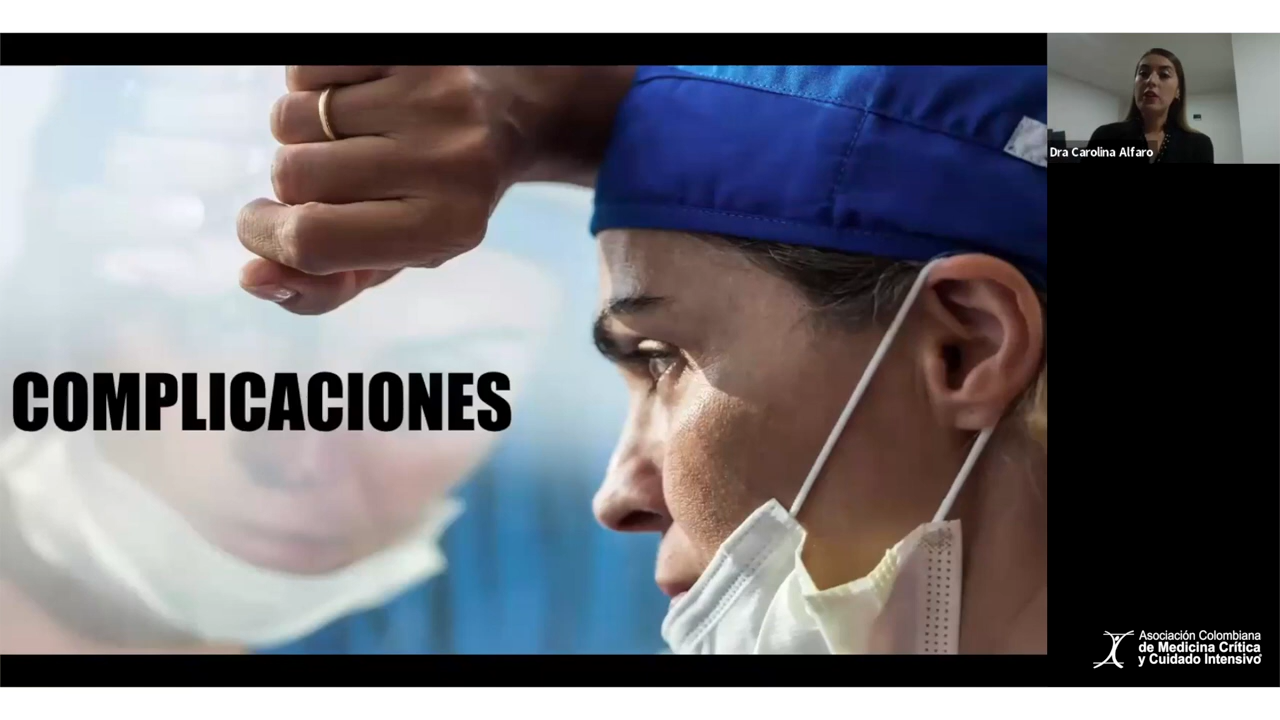 COMPLICACIONES
Dra Carolina Alfaro
Asociación Colombiana
de Medicina Crítica
y Cuidado Intensivo